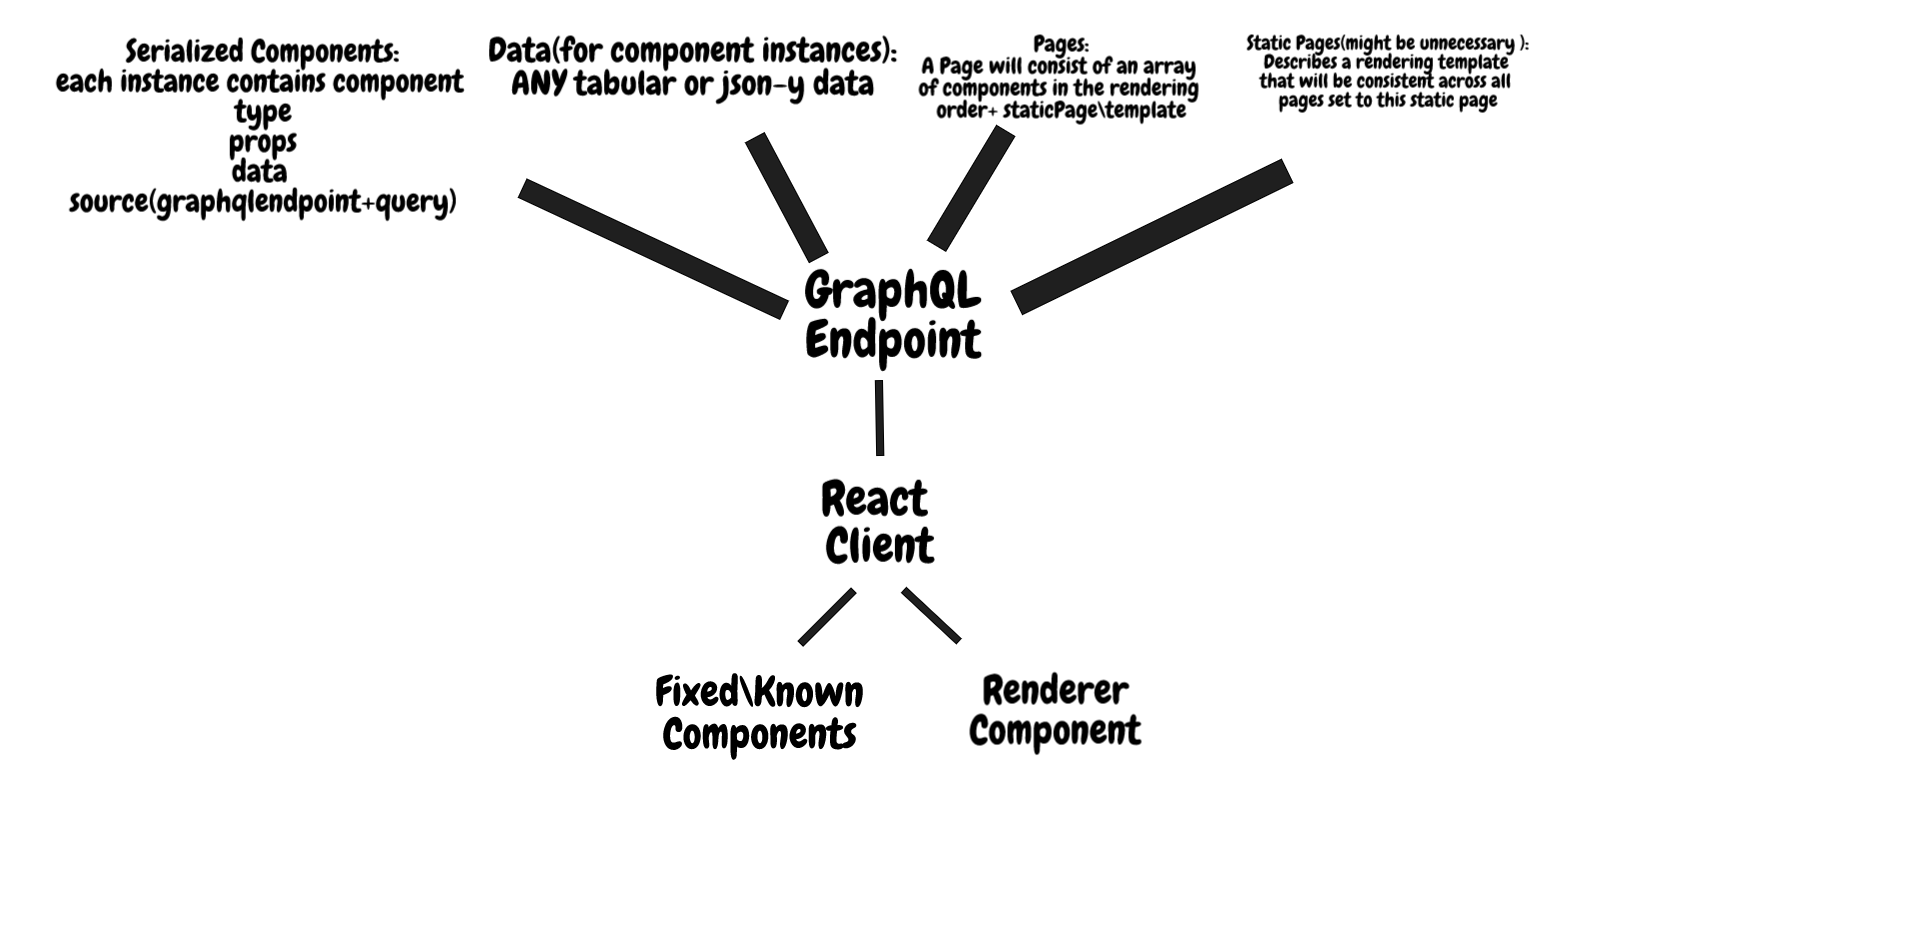 Serialized Components:
each instance contains component
type
props
data
source(graphqlendpoint+query)
Data(for component instances):
ANY tabular or json-y data
Pages:
A Page will consist of an array
of components in the rendering
order+ staticPage\template
Static Pages(might be unnecessary ):
Describes a rendering template
that will be consistent across all
pages set to this static page
GraphQL
Endpoint
React
Client
Fixed\Known
Components
Renderer
Component